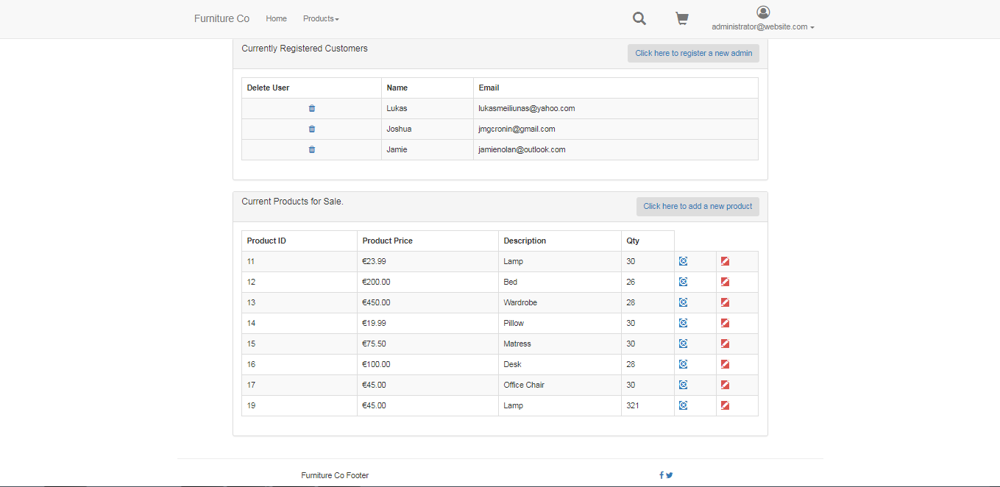 Furniture Co Home Products
administrator@website.com
Currently Registered Customers Click here to register a new admin
Delete User Name Email
Lukas lukasmeiliunas@yahoo.com
Joshua jmgcronin@gmail.com
Jamie jamienolan@outlook.com
Current Products for Sale. Click here to add a new product
Product ID Product Price Description Qty
11 €23.99 Lamp 30
12 €200.00 Bed 26
13 €450.00 Wardrobe 28
14 €19.99 Pillow 30
15 €75.50 Matress 30
16 €100.00 Desk 28
17 €45.00 Office Chair 30
19 €45.00 Lamp 321
Furniture Co Footer